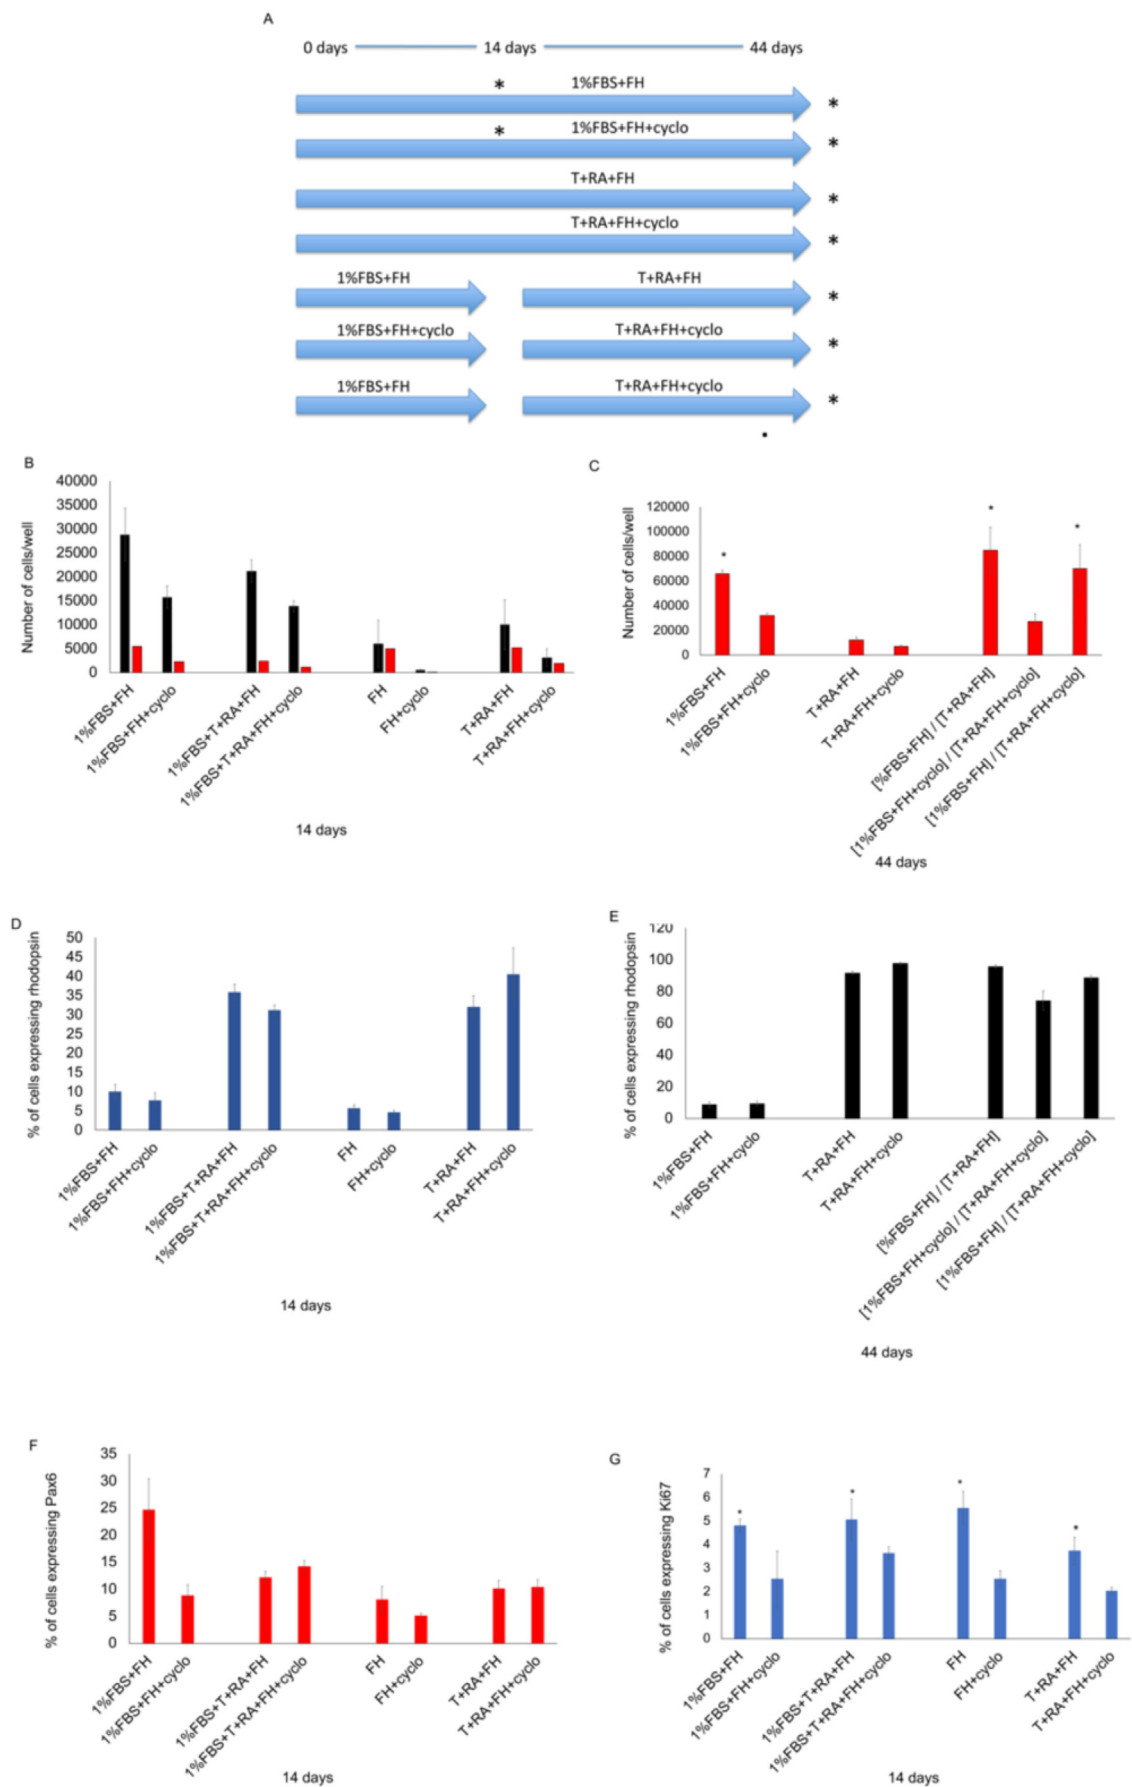 A
0 days 14 days 44 days
* 1%FBS+FH
*
* 1%FBS+FH+cyclo
*
T+RA+FH
*
T+RA+FH+cyclo
*
1%FBS+FH T+RA+FH
*
1%FBS+FH+cyclo T+RA+FH+cyclo
*
1%FBS+FH T+RA+FH+cyclo
*
B
Number of cells/well
40000
35000
30000
25000
20000
15000
10000
5000
0
1%FBS+FH
1%FBS+FH+cyclo
1%FBS+T+RA+FH
1%FBS+T+RA+FH+cyclo
FH
FH+cyclo
T+RA+FH
T+RA+FH+cyclo
14 days
C
Number of cells/well
120000
100000
80000
60000
40000
20000
0
* * *
1%FBS+FH
1%FBS+FH+cyclo
T+RA+FH
T+RA+FH+cyclo
[%FBS+FH] / [T+RA+FH]
[1%FBS+FH+cyclo] / [T+RA+FH+cyclo]
[1%FBS+FH] / [T+RA+FH+cyclo]
44 days
D
% of cells expressing rhodopsin
50
45
40
35
30
25
20
15
10
5
0
1%FBS+FH
1%FBS+FH+cyclo
1%FBS+T+RA+FH
1%FBS+T+RA+FH+cyclo
FH
FH+cyclo
T+RA+FH
T+RA+FH+cyclo
14 days
E
% of cells expressing rhodopsin
120
100
80
60
40
20
0
1%FBS+FH
1%FBS+FH+cyclo
T+RA+FH
T+RA+FH+cyclo
[%FBS+FH] / [T+RA+FH]
[1%FBS+FH+cyclo] / [T+RA+FH+cyclo]
[1%FBS+FH] / [T+RA+FH+cyclo]
44 days
F
% of cells expressing Pax6
35
30
25
20
15
10
5
0
1%FBS+FH
1%FBS+FH+cyclo
1%FBS+T+RA+FH
1%FBS+T+RA+FH+cyclo
FH
FH+cyclo
T+RA+FH
T+RA+FH+cyclo
14 days
G
% of cells expressing Ki67
7
6
5
4
3
2
1
0
* * * *
1%FBS+FH
1%FBS+FH+cyclo
1%FBS+T+RA+FH
1%FBS+T+RA+FH+cyclo
FH
FH+cyclo
T+RA+FH
T+RA+FH+cyclo
14 days